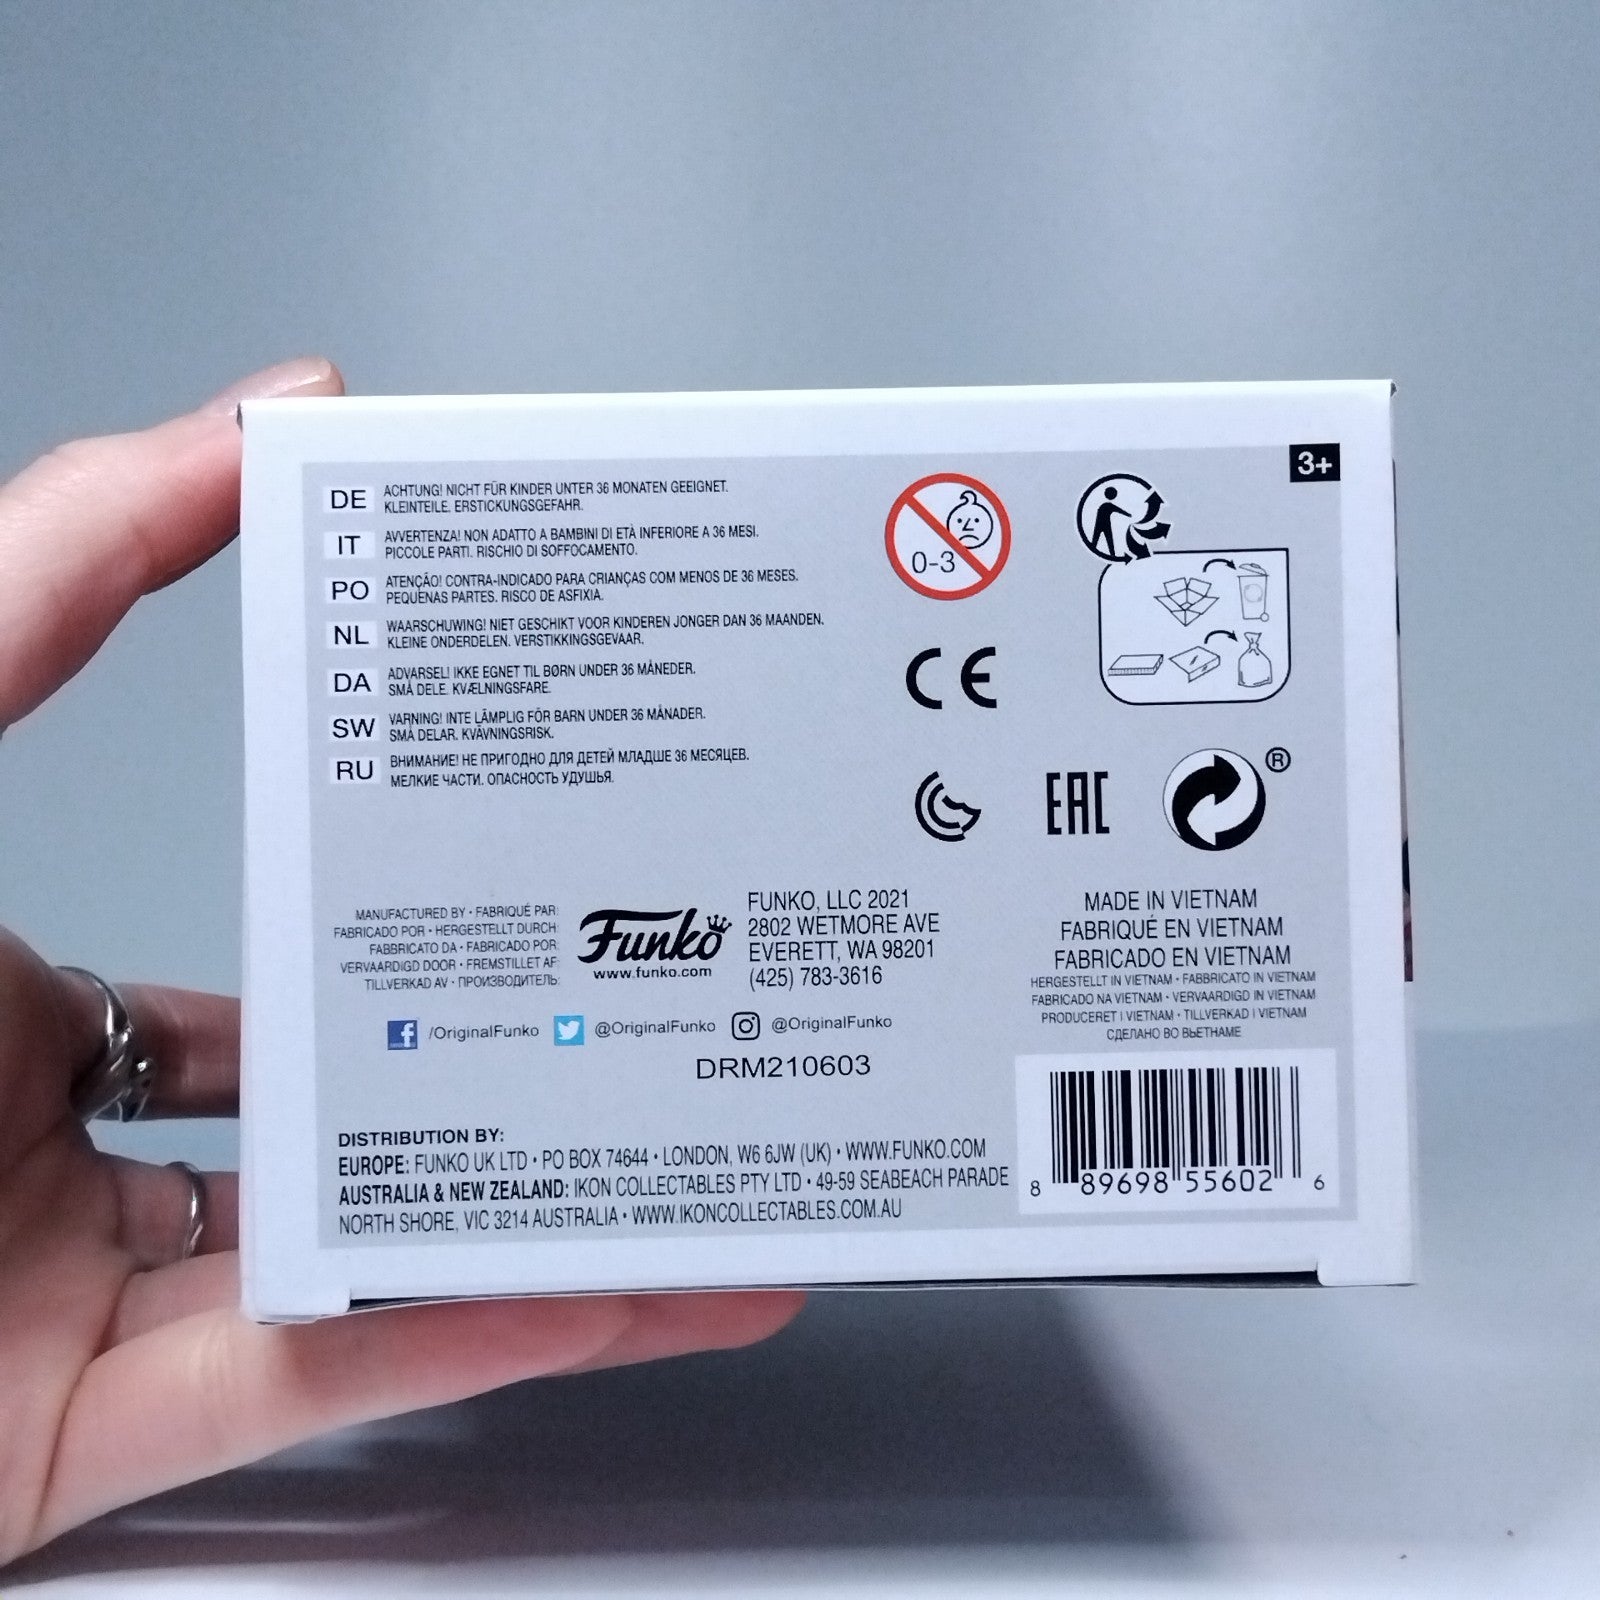 3+
DE ACHTUNG! NICHT FÜR KINDER UNTER 36 MONATEN GEEIGNET.
KLEINTEILE. ERSTICKUNGSGEFAHR.
IT AVVERTENZA! NON ADATTO A BAMBINI DI ETÀ INFERIORE A 36 MESI.
PICCOLE PARTI. RISCHIO DI SOFFOCAMENTO.
PO ATENÇÃO! CONTRA-INDICADO PARA CRIANÇAS COM MENOS DE 36 MESES.
PEQUENAS PARTES. RISCO DE ASFIXIA.
NL WAARSCHUWING! NIET GESCHIKT VOOR KINDEREN JONGER DAN 36 MAANDEN.
KLEINE ONDERDELEN. VERSTIKKINGSGEVAAR.
DA ADVARSEL! IKKE EGNET TIL BØRN UNDER 36 MÅNEDER.
SMÅ DELE. KVÆLNINGSFARE.
SW VARNING! INTE LÄMPLIG FÖR BARN UNDER 36 MÅNADER.
SMÅ DELAR. KVÄVNINGSRISK.
RU ВНИМАНИЕ! НЕ ПРИГОДНО ДЛЯ ДЕТЕЙ МЛАДШЕ 36 МЕСЯЦЕВ.
МЕЛКИЕ ЧАСТИ. ОПАСНОСТЬ УДУШЬЯ.
0-3
CE
EAC
®
MANUFACTURED BY • FABRIQUÉ PAR:
FABRICADO POR • HERGESTELLT DURCH:
FABBRICATO DA • FABRICADO POR:
VERVAARDIGD DOOR • FREMSTILLET AF:
TILLVERKAD AV • ПРОИЗВОДИТЕЛЬ:
Funko
www.funko.com
FUNKO, LLC 2021
2802 WETMORE AVE
EVERETT, WA 98201
(425) 783-3616
MADE IN VIETNAM
FABRIQUÉ EN VIETNAM
FABRICADO EN VIETNAM
HERGESTELLT IN VIETNAM • FABBRICATO IN VIETNAM
FABRICADO NA VIETNAM • VERVAARDIGD IN VIETNAM
PRODUCERET I VIETNAM • TILLVERKAD I VIETNAM
СДЕЛАНО ВО ВЬЕТНАМЕ
/OriginalFunko @OriginalFunko @OriginalFunko
DRM210603
DISTRIBUTION BY:
EUROPE: FUNKO UK LTD • PO BOX 74644 • LONDON, W6 6JW (UK) • WWW.FUNKO.COM
AUSTRALIA & NEW ZEALAND: IKON COLLECTABLES PTY LTD • 49-59 SEABEACH PARADE
NORTH SHORE, VIC 3214 AUSTRALIA • WWW.IKONCOLLECTABLES.COM.AU
8 89698 55602 6